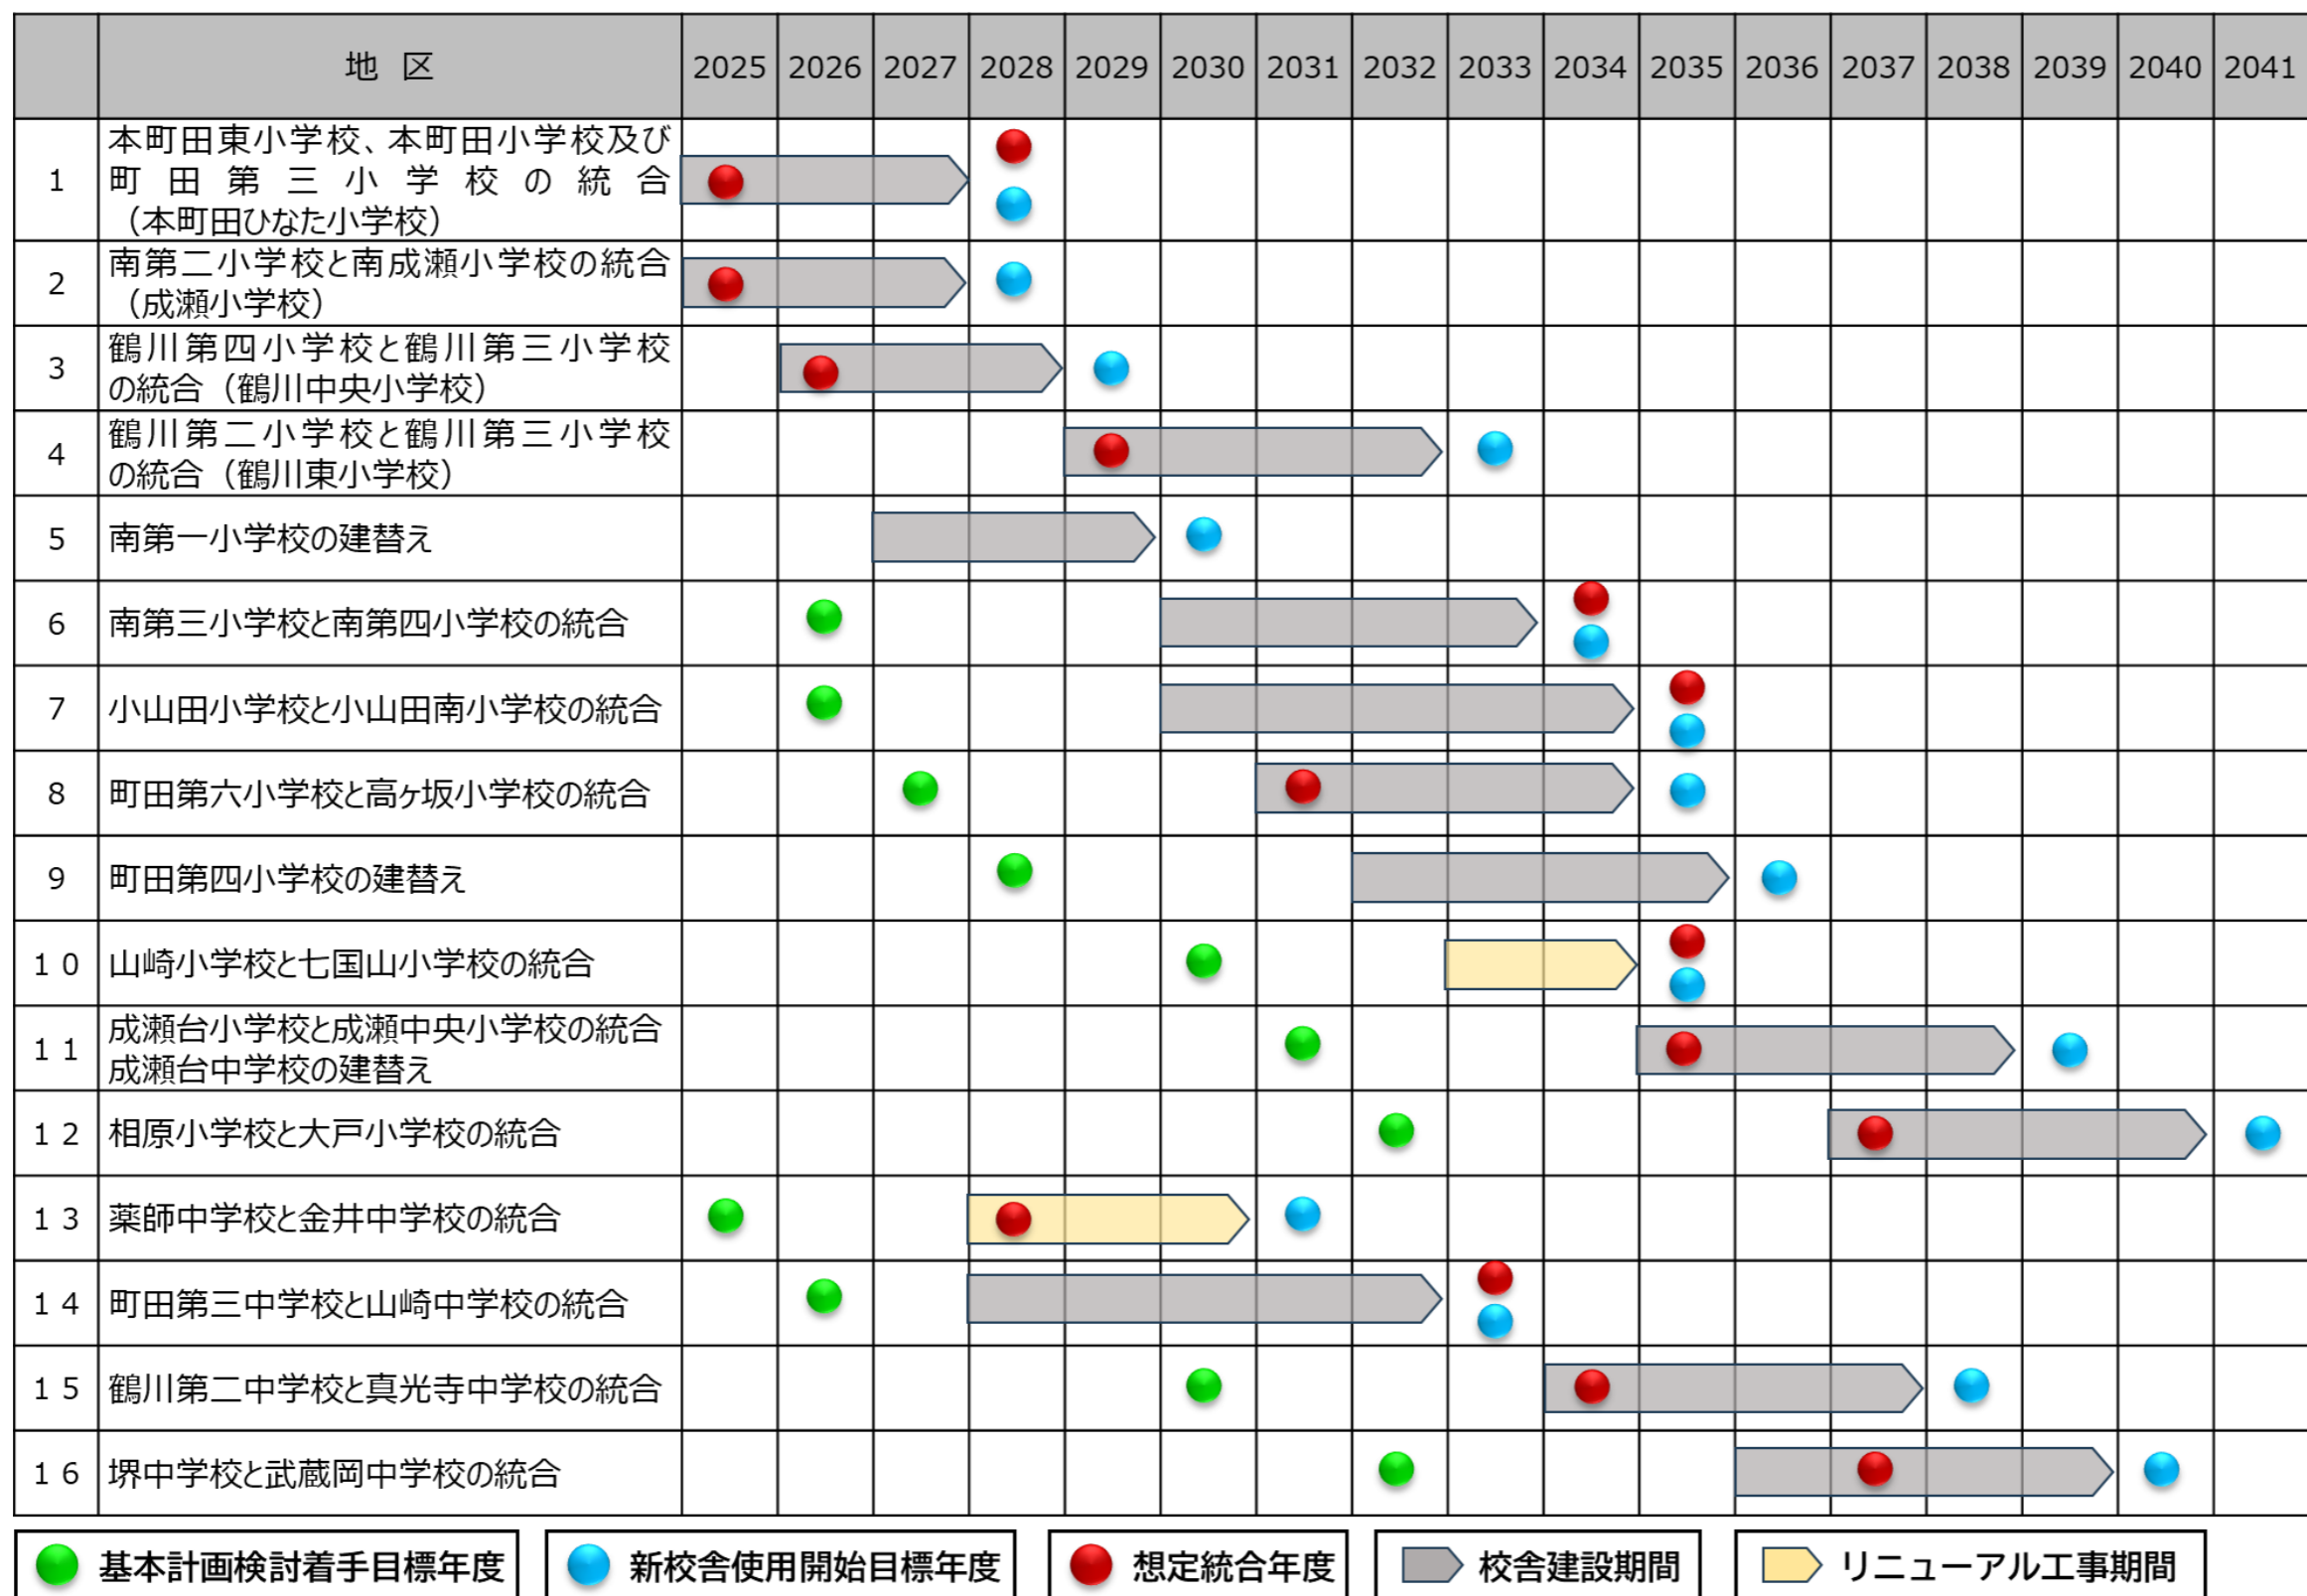 地 区 2025 2026 2027 2028 2029 2030 2031 2032 2033 2034 2035 2036 2037 2038 2039 2040 2041
1 本町田東小学校、本町田小学校及び
町田第三小学校の統合
（本町田ひなた小学校）
2 南第二小学校と南成瀬小学校の統合
（成瀬小学校）
3 鶴川第四小学校と鶴川第三小学校
の統合（鶴川中央小学校）
4 鶴川第二小学校と鶴川第三小学校
の統合（鶴川東小学校）
5 南第一小学校の建替え
6 南第三小学校と南第四小学校の統合
7 小山田小学校と小山田南小学校の統合
8 町田第六小学校と高ヶ坂小学校の統合
9 町田第四小学校の建替え
10 山崎小学校と七国山小学校の統合
11 成瀬台小学校と成瀬中央小学校の統合
成瀬台中学校の建替え
12 相原小学校と大戸小学校の統合
13 薬師中学校と金井中学校の統合
14 町田第三中学校と山崎中学校の統合
15 鶴川第二中学校と真光寺中学校の統合
16 堺中学校と武蔵岡中学校の統合
基本計画検討着手目標年度 新校舎使用開始目標年度 想定統合年度 校舎建設期間 リニューアル工事期間